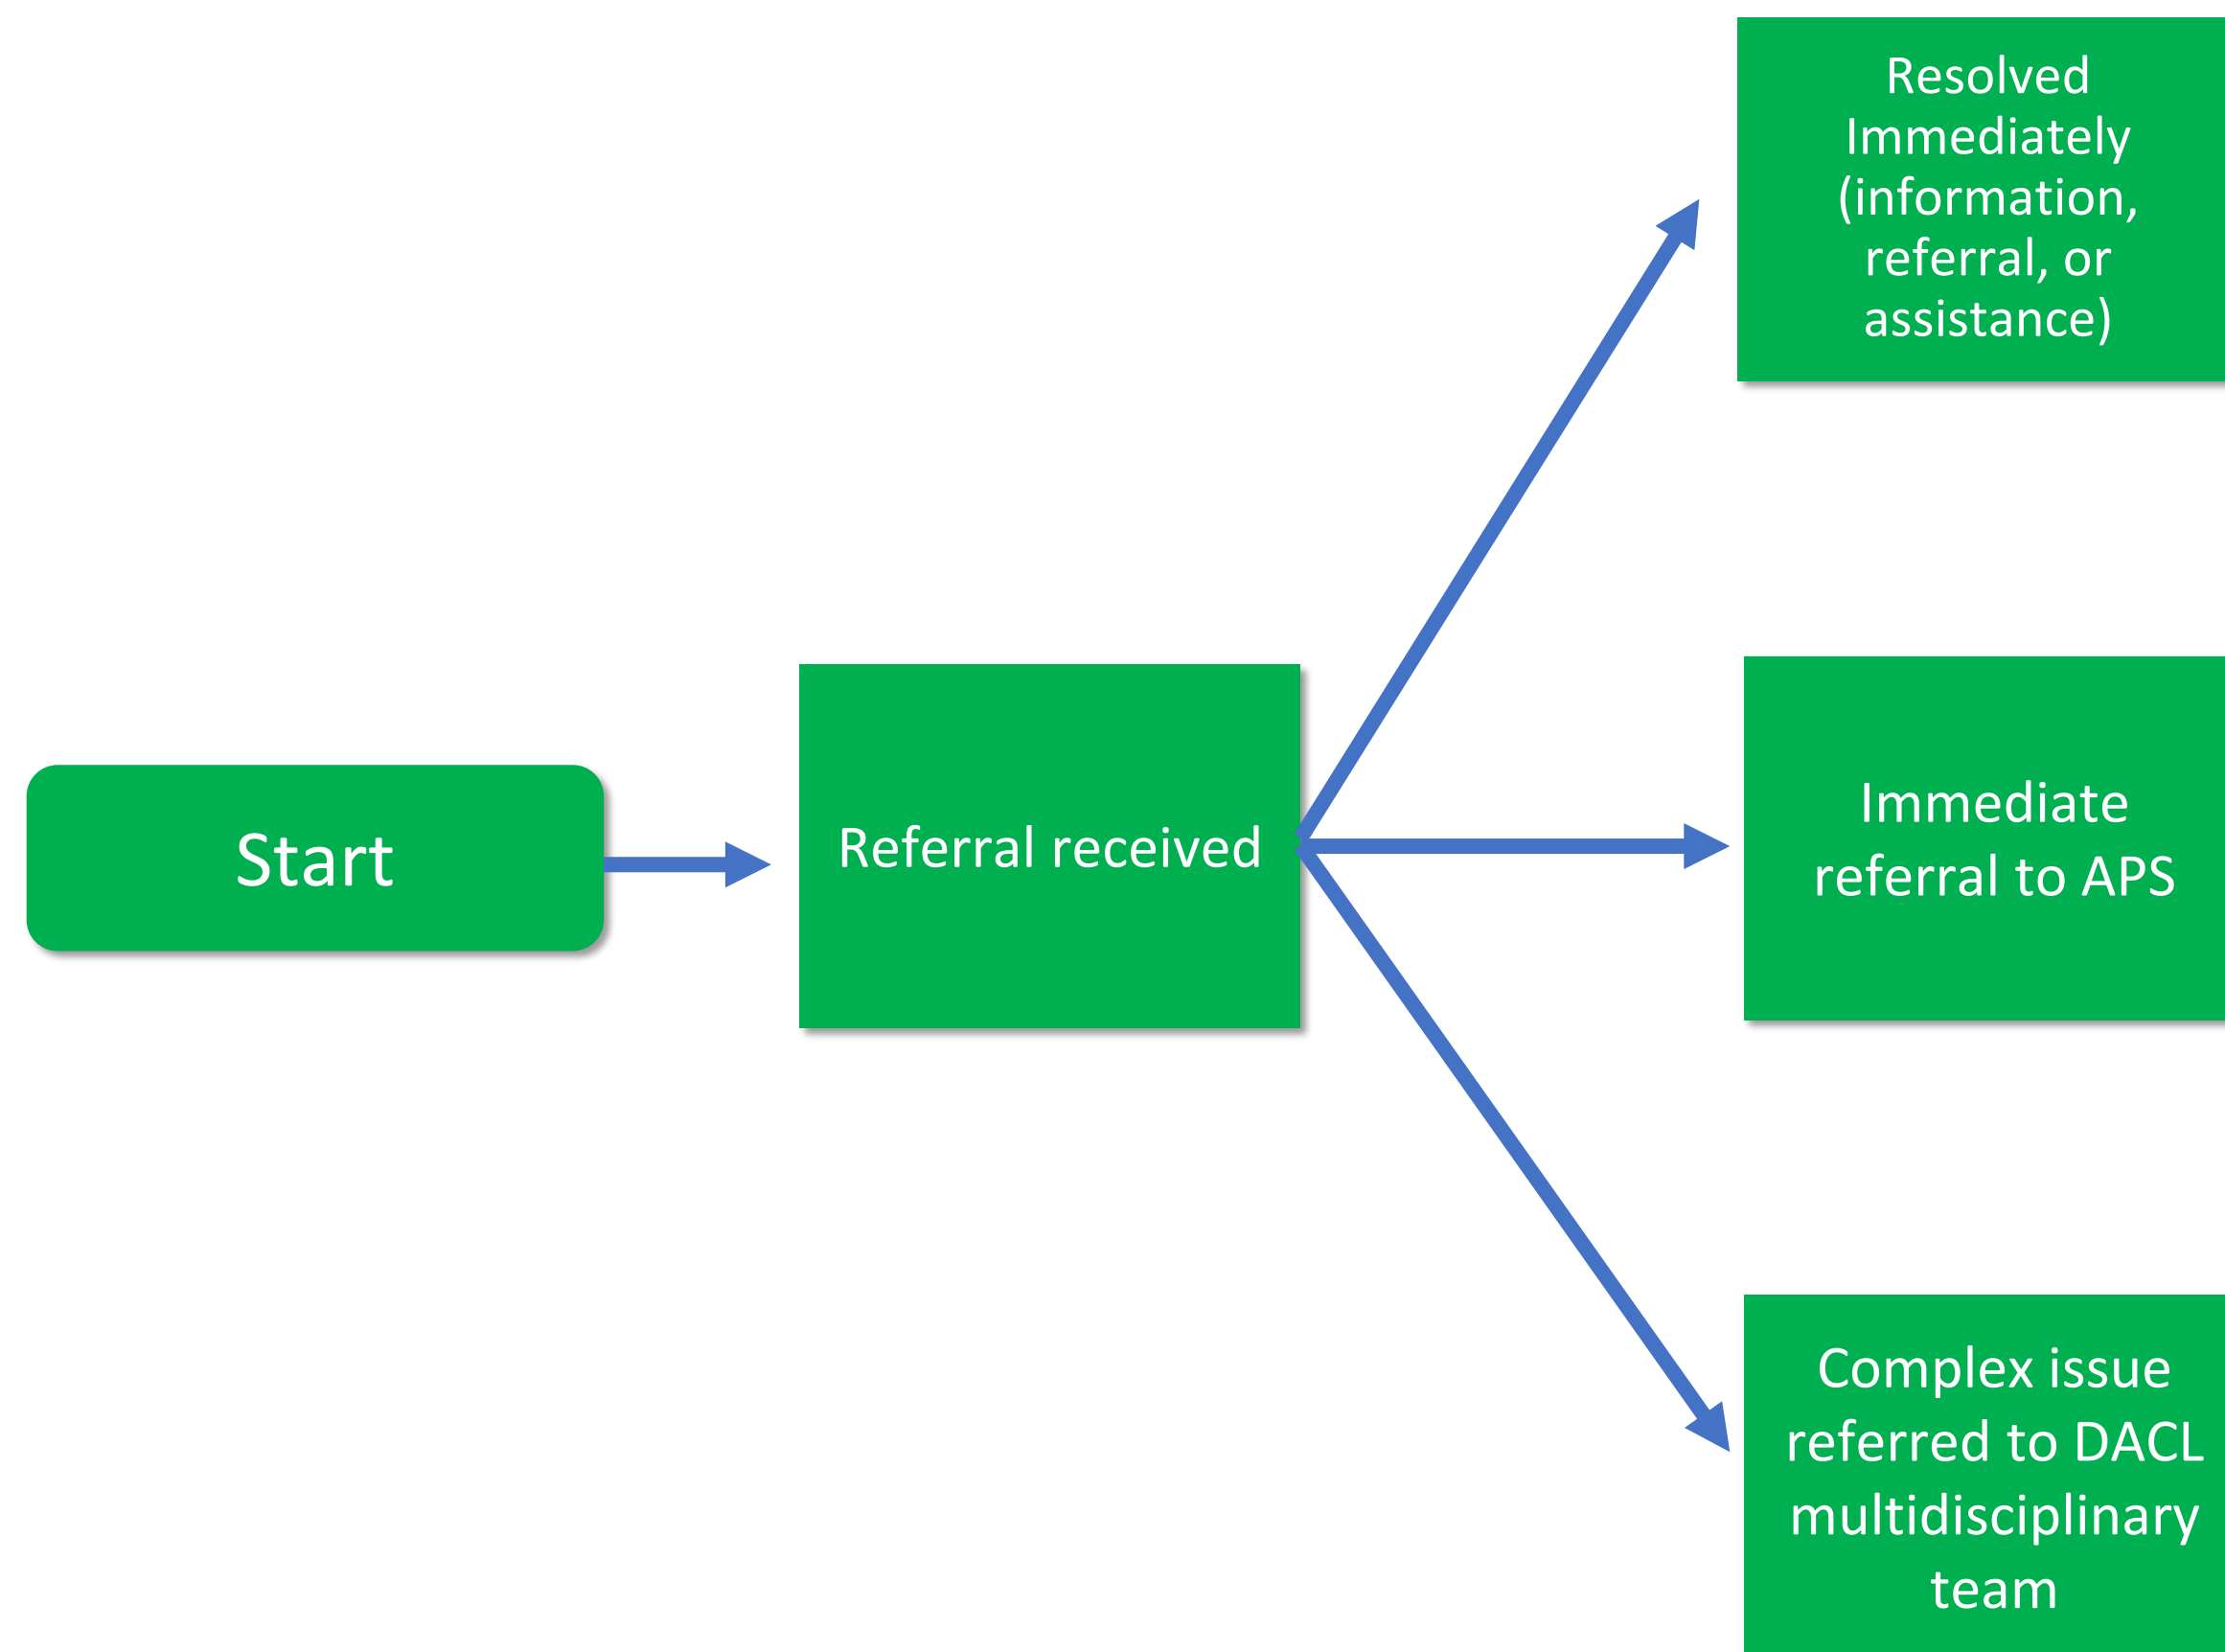 Start
Referral received
Resolved
Immediately
(information,
referral, or
assistance)
Immediate
referral to APS
Complex issue
referred to DACL
multidisciplinary
team